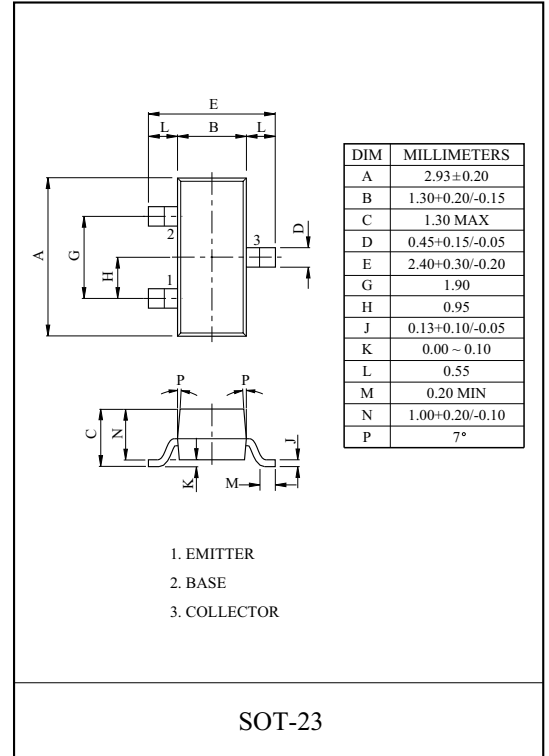 E
L B L
A
G
H
D
2
3
1
P P
C
N
K
M
J
DIM MILLIMETERS
A 2.93±0.20
B 1.30+0.20/-0.15
C 1.30 MAX
D 0.45+0.15/-0.05
E 2.40+0.30/-0.20
G 1.90
H 0.95
J 0.13+0.10/-0.05
K 0.00 ~ 0.10
L 0.55
M 0.20 MIN
N 1.00+0.20/-0.10
P 7°
1. EMITTER
2. BASE
3. COLLECTOR
SOT-23